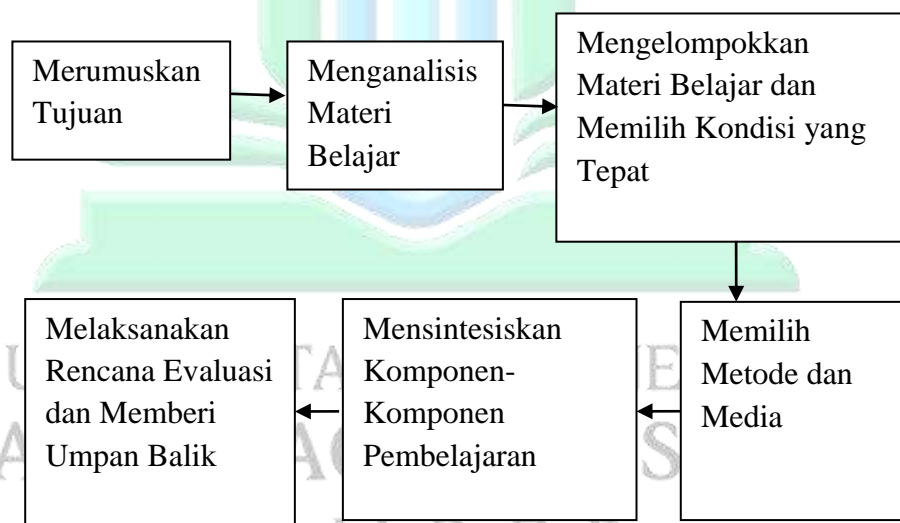 Merumuskan
Tujuan
Menganalisis
Materi
Belajar
Mengelompokkan
Materi Belajar dan
Memilih Kondisi yang
Tepat
Memilih
Metode dan
Media
Mensintesiskan
Komponen-
Komponen
Pembelajaran
Melaksanakan
Rencana Evaluasi
dan Memberi
Umpan Balik